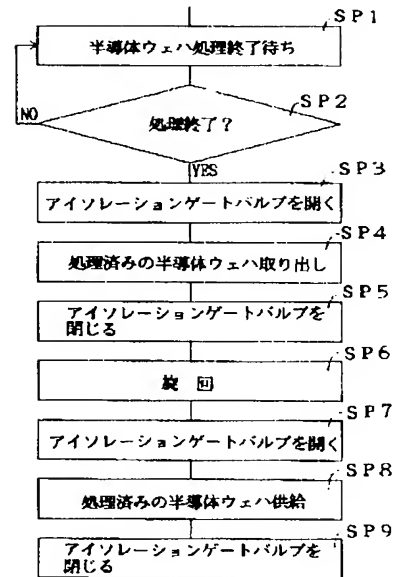 SP1
半導体ウェハ処理終了待ち
SP2
NO
処理終了？
YES
SP3
アイソレーションゲートバルブを開く
SP4
処理済みの半導体ウェハ取り出し
SP5
アイソレーションゲートバルブを
閉じる
SP6
旋 回
SP7
アイソレーションゲートバルブを開く
SP8
処理済みの半導体ウェハ供給
SP9
アイソレーションゲートバルブを
閉じる